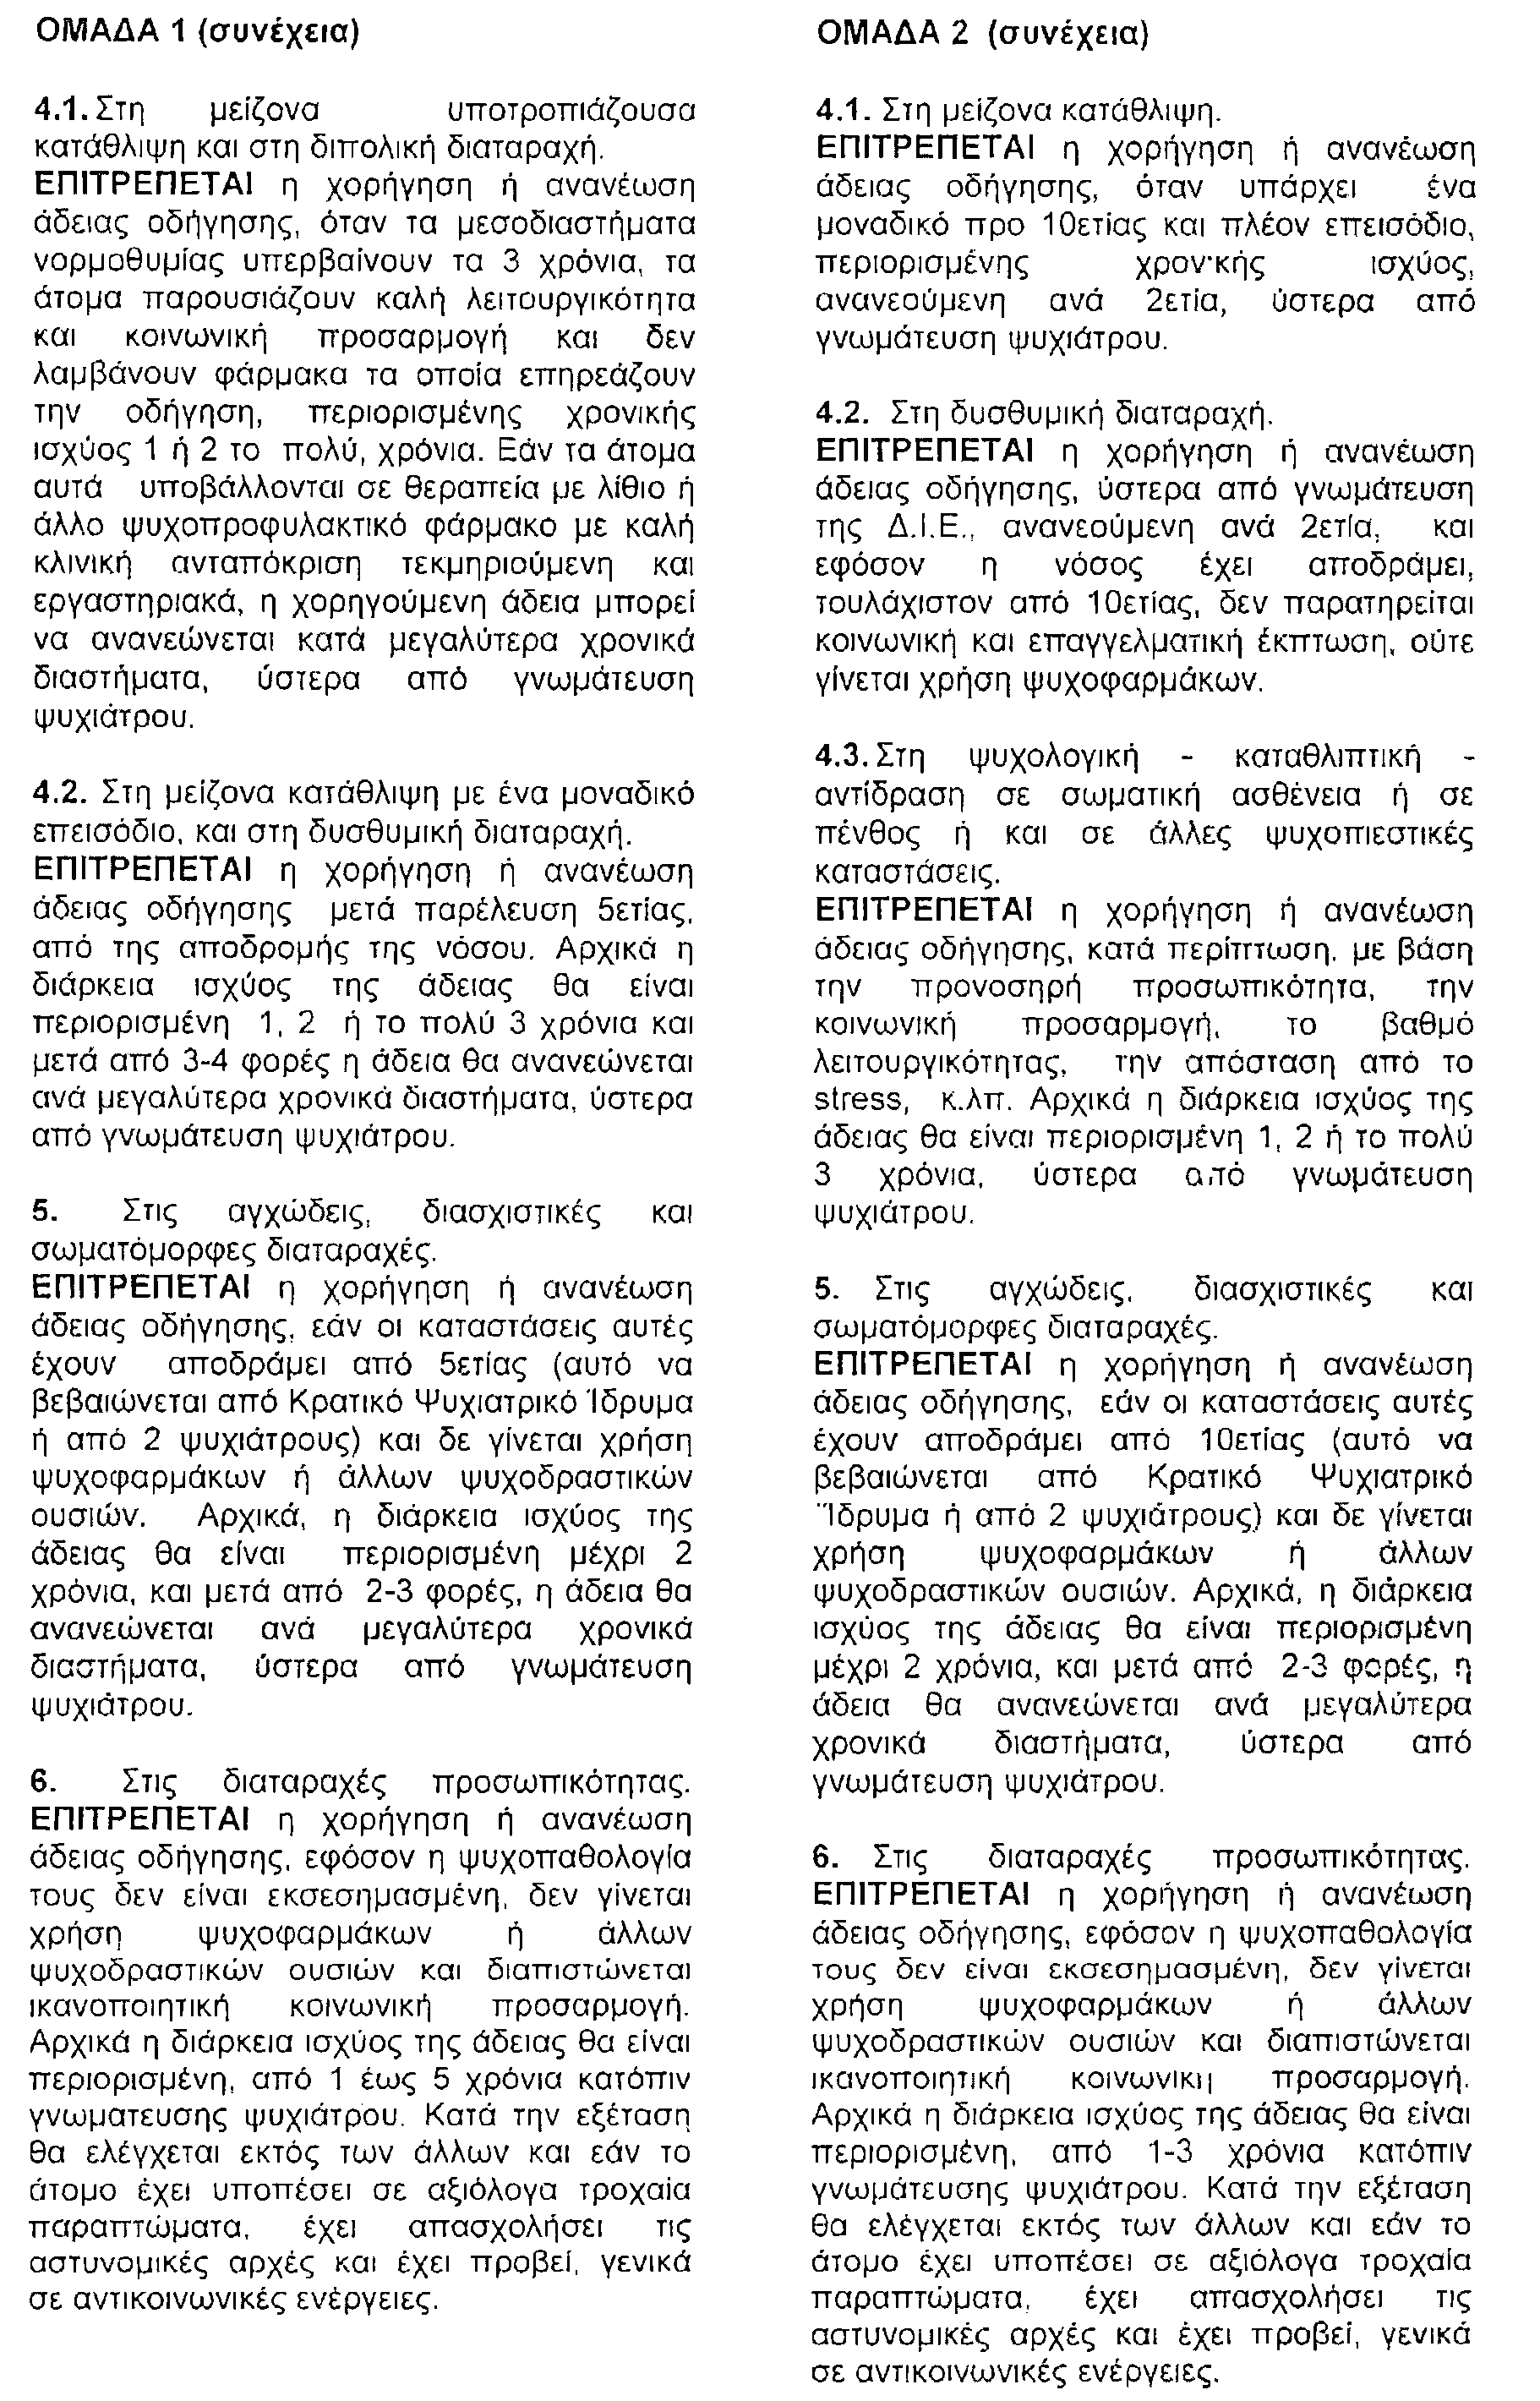 ΟΜΑΔΑ 1 (συνέχεια)
4.1. Στη μείζονα υποτροπιάζουσα
κατάθλιψη και στη διπολική διαταραχή.
ΕΠΙΤΡΕΠΕΤΑΙ η χορήγηση ή ανανέωση
άδειας οδήγησης, όταν τα μεσοδιαστήματα
νορμοθυμίας υπερβαίνουν τα 3 χρόνια, τα
άτομα παρουσιάζουν καλή λειτουργικότητα
και κοινωνική προσαρμογή και δεν
λαμβάνουν φάρμακα τα οποία επηρεάζουν
την οδήγηση, περιορισμένης χρονικής
ισχύος 1 ή 2 το πολύ, χρόνια. Εάν τα άτομα
αυτά υποβάλλονται σε θεραπεία με λίθιο ή
άλλο ψυχοπροφυλακτικό φάρμακο με καλή
κλινική ανταπόκριση τεκμηριούμενη και
εργαστηριακά, η χορηγούμενη άδεια μπορεί
να ανανεώνεται κατά μεγαλύτερα χρονικά
διαστήματα, ύστερα από γνωμάτευση
ψυχιάτρου.
4.2. Στη μείζονα κατάθλιψη με ένα μοναδικό
επεισόδιο, και στη δυσθυμική διαταραχή.
ΕΠΙΤΡΕΠΕΤΑΙ η χορήγηση ή ανανέωση
άδειας οδήγησης μετά παρέλευση 5ετίας,
από της αποδρομής της νόσου. Αρχικά η
διάρκεια ισχύος της άδειας θα είναι
περιορισμένη 1, 2 ή το πολύ 3 χρόνια και
μετά από 3-4 φορές η άδεια θα ανανεώνεται
ανά μεγαλύτερα χρονικά διαστήματα, ύστερα
από γνωμάτευση ψυχιάτρου.
5. Στις αγχώδεις, διασχιστικές και
σωματόμορφες διαταραχές.
ΕΠΙΤΡΕΠΕΤΑΙ η χορήγηση ή ανανέωση
άδειας οδήγησης, εάν οι καταστάσεις αυτές
έχουν αποδράμει από 5ετίας (αυτό να
βεβαιώνεται από Κρατικό Ψυχιατρικό Ίδρυμα
ή από 2 ψυχιάτρους) και δε γίνεται χρήση
ψυχοφαρμάκων ή άλλων ψυχοδραστικών
ουσιών. Αρχικά, η διάρκεια ισχύος της
άδειας θα είναι περιορισμένη μέχρι 2
χρόνια, και μετά από 2-3 φορές, η άδεια θα
ανανεώνεται ανά μεγαλύτερα χρονικά
διαστήματα, ύστερα από γνωμάτευση
ψυχιάτρου.
6. Στις διαταραχές προσωπικότητας.
ΕΠΙΤΡΕΠΕΤΑΙ η χορήγηση ή ανανέωση
άδειας οδήγησης, εφόσον η ψυχοπαθολογία
τους δεν είναι εκσεσημασμένη, δεν γίνεται
χρήση ψυχοφαρμάκων ή άλλων
ψυχοδραστικών ουσιών και διαπιστώνεται
ικανοποιητική κοινωνική προσαρμογή.
Αρχικά η διάρκεια ισχύος της άδειας θα είναι
περιορισμένη, από 1 έως 5 χρόνια κατόπιν
γνωματευσης ψυχιάτρου. Κατά την εξέταση
θα ελέγχεται εκτός των άλλων και εάν το
άτομο έχει υποπέσει σε αξιόλογα τροχαία
παραπτώματα, έχει απασχολήσει τις
αστυνομικές αρχές και έχει προβεί, γενικά
σε αντικοινωνικές ενέργειες.
ΟΜΑΔΑ 2 (συνέχεια)
4.1. Στη μείζονα κατάθλιψη.
ΕΠΙΤΡΕΠΕΤΑΙ η χορήγηση ή ανανέωση
άδειας οδήγησης, όταν υπάρχει ένα
μοναδικό προ 10ετίας και πλέον επεισόδιο,
περιορισμένης χρον·κής ισχύος,
ανανεούμενη ανά 2ετία, ύστερα από
γνωμάτευση ψυχιάτρου.
4.2. Στη δυσθυμική διαταραχή.
ΕΠΙΤΡΕΠΕΤΑΙ η χορήγηση ή ανανέωση
άδειας οδήγησης, ύστερα από γνωμάτευση
της Δ.Ι.Ε., ανανεούμενη ανά 2ετία, και
εφόσον η νόσος έχει αποδράμει,
τουλάχιστον από 10ετίας, δεν παρατηρείται
κοινωνική και επαγγελματική έκπτωση, ούτε
γίνεται χρήση ψυχοφαρμάκων.
4.3. Στη ψυχολογική - καταθλιπτική -
αντίδραση σε σωματική ασθένεια ή σε
πένθος ή και σε άλλες ψυχοπιεστικές
καταστάσεις.
ΕΠΙΤΡΕΠΕΤΑΙ η χορήγηση ή ανανέωση
άδειας οδήγησης, κατά περίπτωση, με βάση
την προνοσηρή προσωπικότητα, την
κοινωνική προσαρμογή, το βαθμό
λειτουργικότητας, την απόσταση από το
stress, κ.λπ. Αρχικά η διάρκεια ισχύος της
άδειας θα είναι περιορισμένη 1, 2 ή το πολύ
3 χρόνια, ύστερα από γνωμάτευση
ψυχιάτρου.
5. Στις αγχώδεις, διασχιστικές και
σωματόμορφες διαταραχές.
ΕΠΙΤΡΕΠΕΤΑΙ η χορήγηση ή ανανέωση
άδειας οδήγησης, εάν οι καταστάσεις αυτές
έχουν αποδράμει από 10ετίας (αυτό να
βεβαιώνεται από Κρατικό Ψυχιατρικό
Ίδρυμα ή από 2 ψυχιάτρους) και δε γίνεται
χρήση ψυχοφαρμάκων ή άλλων
ψυχοδραστικών ουσιών. Αρχικά, η διάρκεια
ισχύος της άδειας θα είναι περιορισμένη
μέχρι 2 χρόνια, και μετά από 2-3 φορές, η
άδεια θα ανανεώνεται ανά μεγαλύτερα
χρονικά διαστήματα, ύστερα από
γνωμάτευση ψυχιάτρου.
6. Στις διαταραχές προσωπικότητας.
ΕΠΙΤΡΕΠΕΤΑΙ η χορήγηση ή ανανέωση
άδειας οδήγησης, εφόσον η ψυχοπαθολογία
τους δεν είναι εκσεσημασμένη, δεν γίνεται
χρήση ψυχοφαρμάκων ή άλλων
ψυχοδραστικών ουσιών και διαπιστώνεται
ικανοποιητική κοινωνική προσαρμογή.
Αρχικά η διάρκεια ισχύος της άδειας θα είναι
περιορισμένη, από 1-3 χρόνια κατόπιν
γνωμάτευσης ψυχιάτρου. Κατά την εξέταση
θα ελέγχεται εκτός των άλλων και εάν το
άτομο έχει υποπέσει σε αξιόλογα τροχαία
παραπτώματα, έχει απασχολήσει τις
αστυνομικές αρχές και έχει προβεί, γενικά
σε αντικοινωνικές ενέργειες.